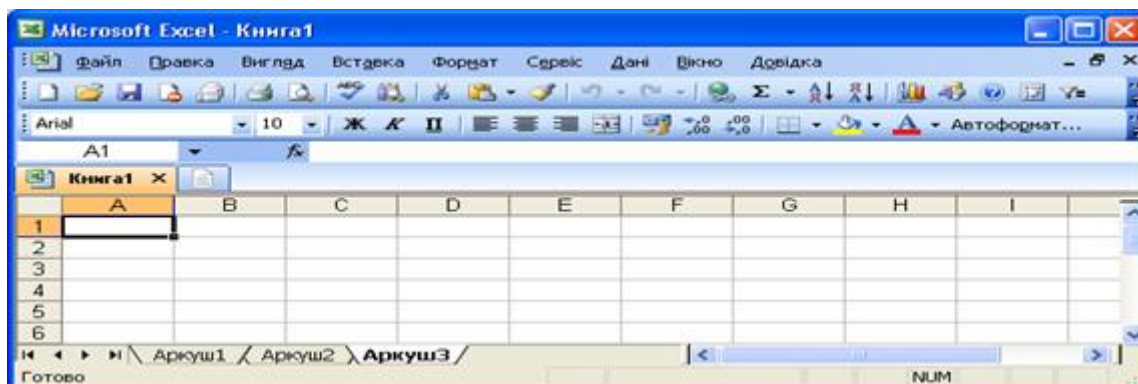 Microsoft Excel - Книга1
Файл Правка Вигляд Вставка Формат Сервіс Дані Вікно Довідка
Arial 10 Ж К П Автоформат...
A1 fx
Книга1
A B C D E F G H I
1
2
3
4
5
6
Аркуш1 Аркуш2 Аркуш3
Готово NUM